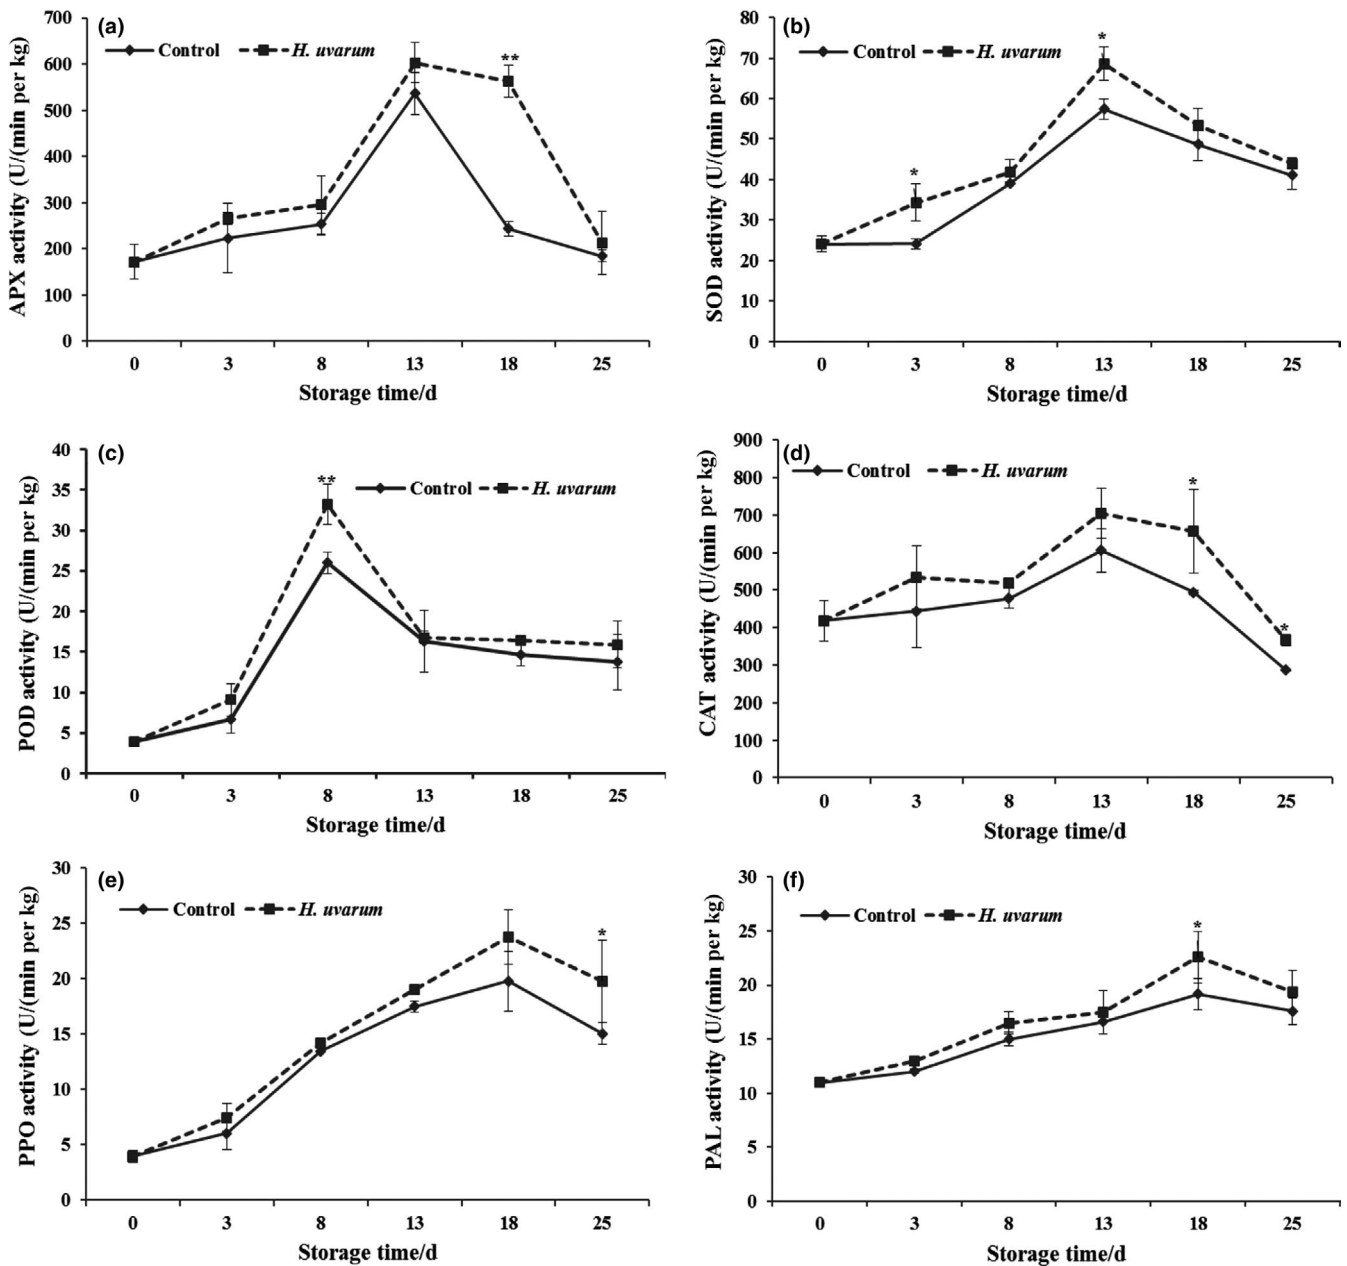 (a)
Control H. uvarum
**
700
600
500
400
300
200
100
0
APX activity (U/(min per kg)
0 3 8 13 18 25
Storage time/d
(b)
Control H. uvarum
*
*
80
70
60
50
40
30
20
10
0
SOD activity (U/(min per kg)
0 3 8 13 18 25
Storage time/d
(c)
**
Control H. uvarum
40
35
30
25
20
15
10
5
0
POD activity (U/(min per kg)
0 3 8 13 18 25
Storage time/d
(d)
Control H. uvarum
*
*
900
800
700
600
500
400
300
200
100
0
CAT activity (U/(min per kg)
0 3 8 13 18 25
Storage time/d
(e)
Control H. uvarum
*
30
25
20
15
10
5
0
PPO activity (U/(min per kg)
0 3 8 13 18 25
Storage time/d
(f)
Control H. uvarum
*
30
25
20
15
10
5
0
PAL activity (U/(min per kg)
0 3 8 13 18 25
Storage time/d